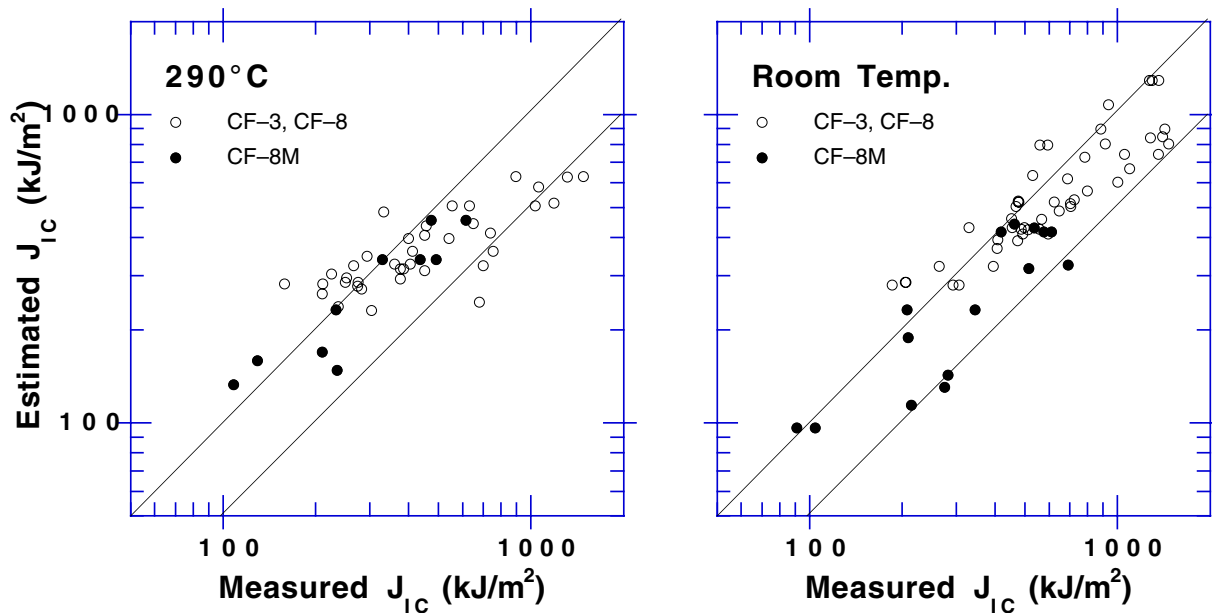 290°C
CF–3, CF–8
CF–8M
1000
100
Estimated J_IC (kJ/m²)
100 1000
Measured J_IC (kJ/m²)
Room Temp.
CF–3, CF–8
CF–8M
100 1000
Measured J_IC (kJ/m²)